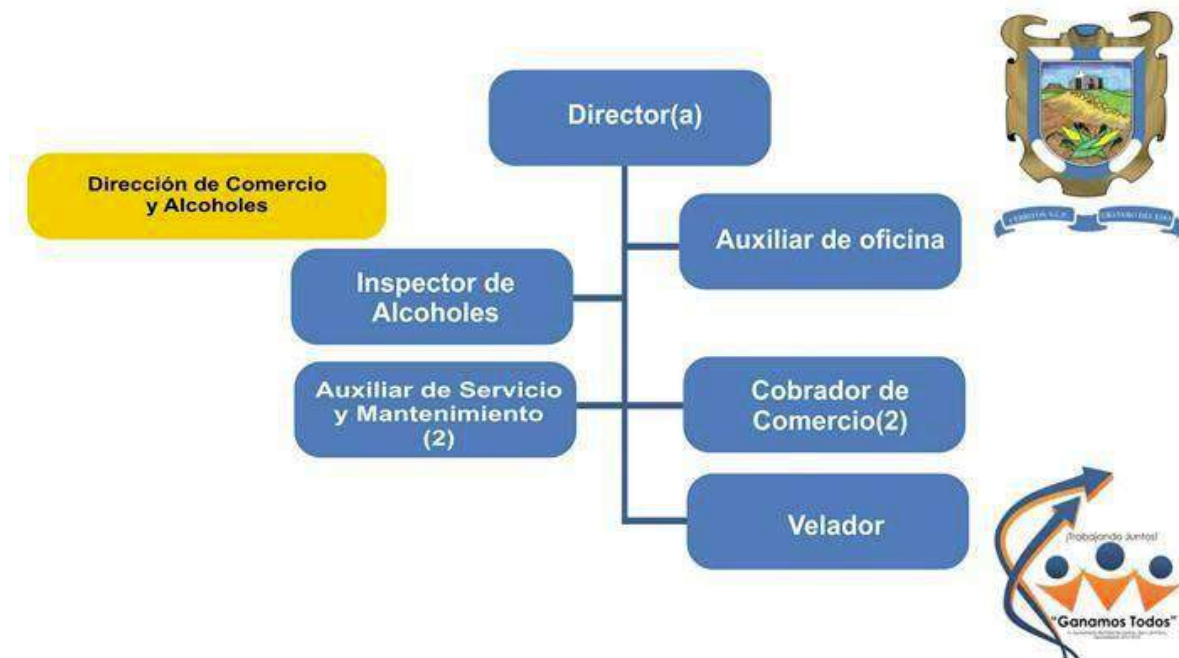 Director(a)
Dirección de Comercio
y Alcoholes
Auxiliar de oficina
Inspector de
Alcoholes
Auxiliar de Servicio
y Mantenimiento
(2)
Cobrador de
Comercio(2)
Velador
¡Trabajando Juntos!
"Ganamos Todos"